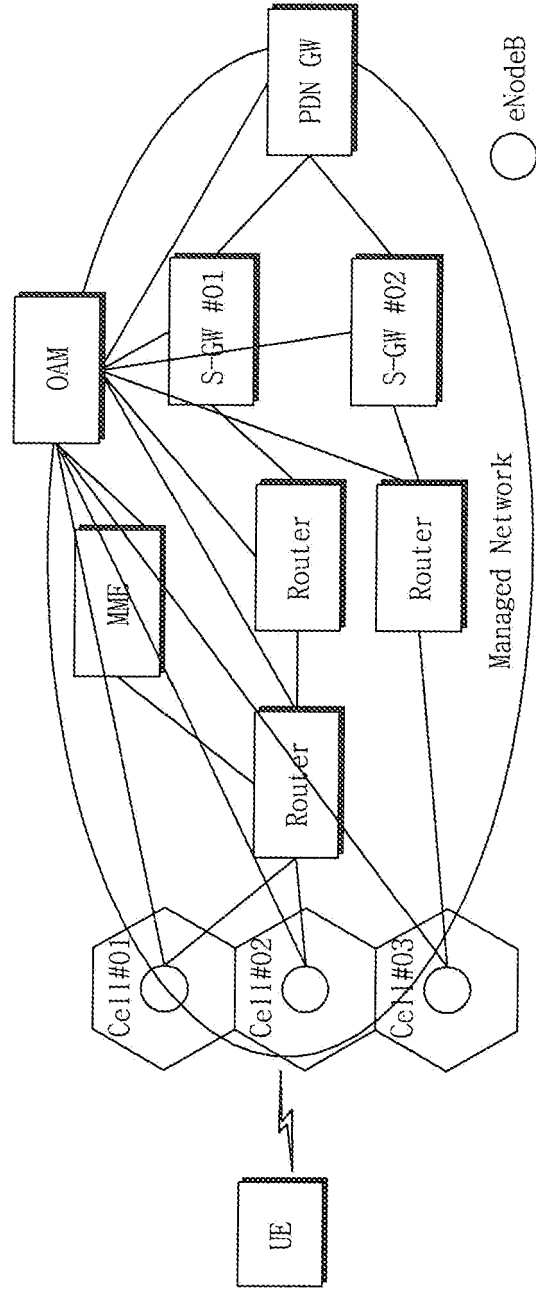 OAM
PDN GW
MME
S-GW #01
Cell#01
Router
Router
Cell#02
Router
S-GW #02
Cell#03
UE
Managed Network
eNodeB